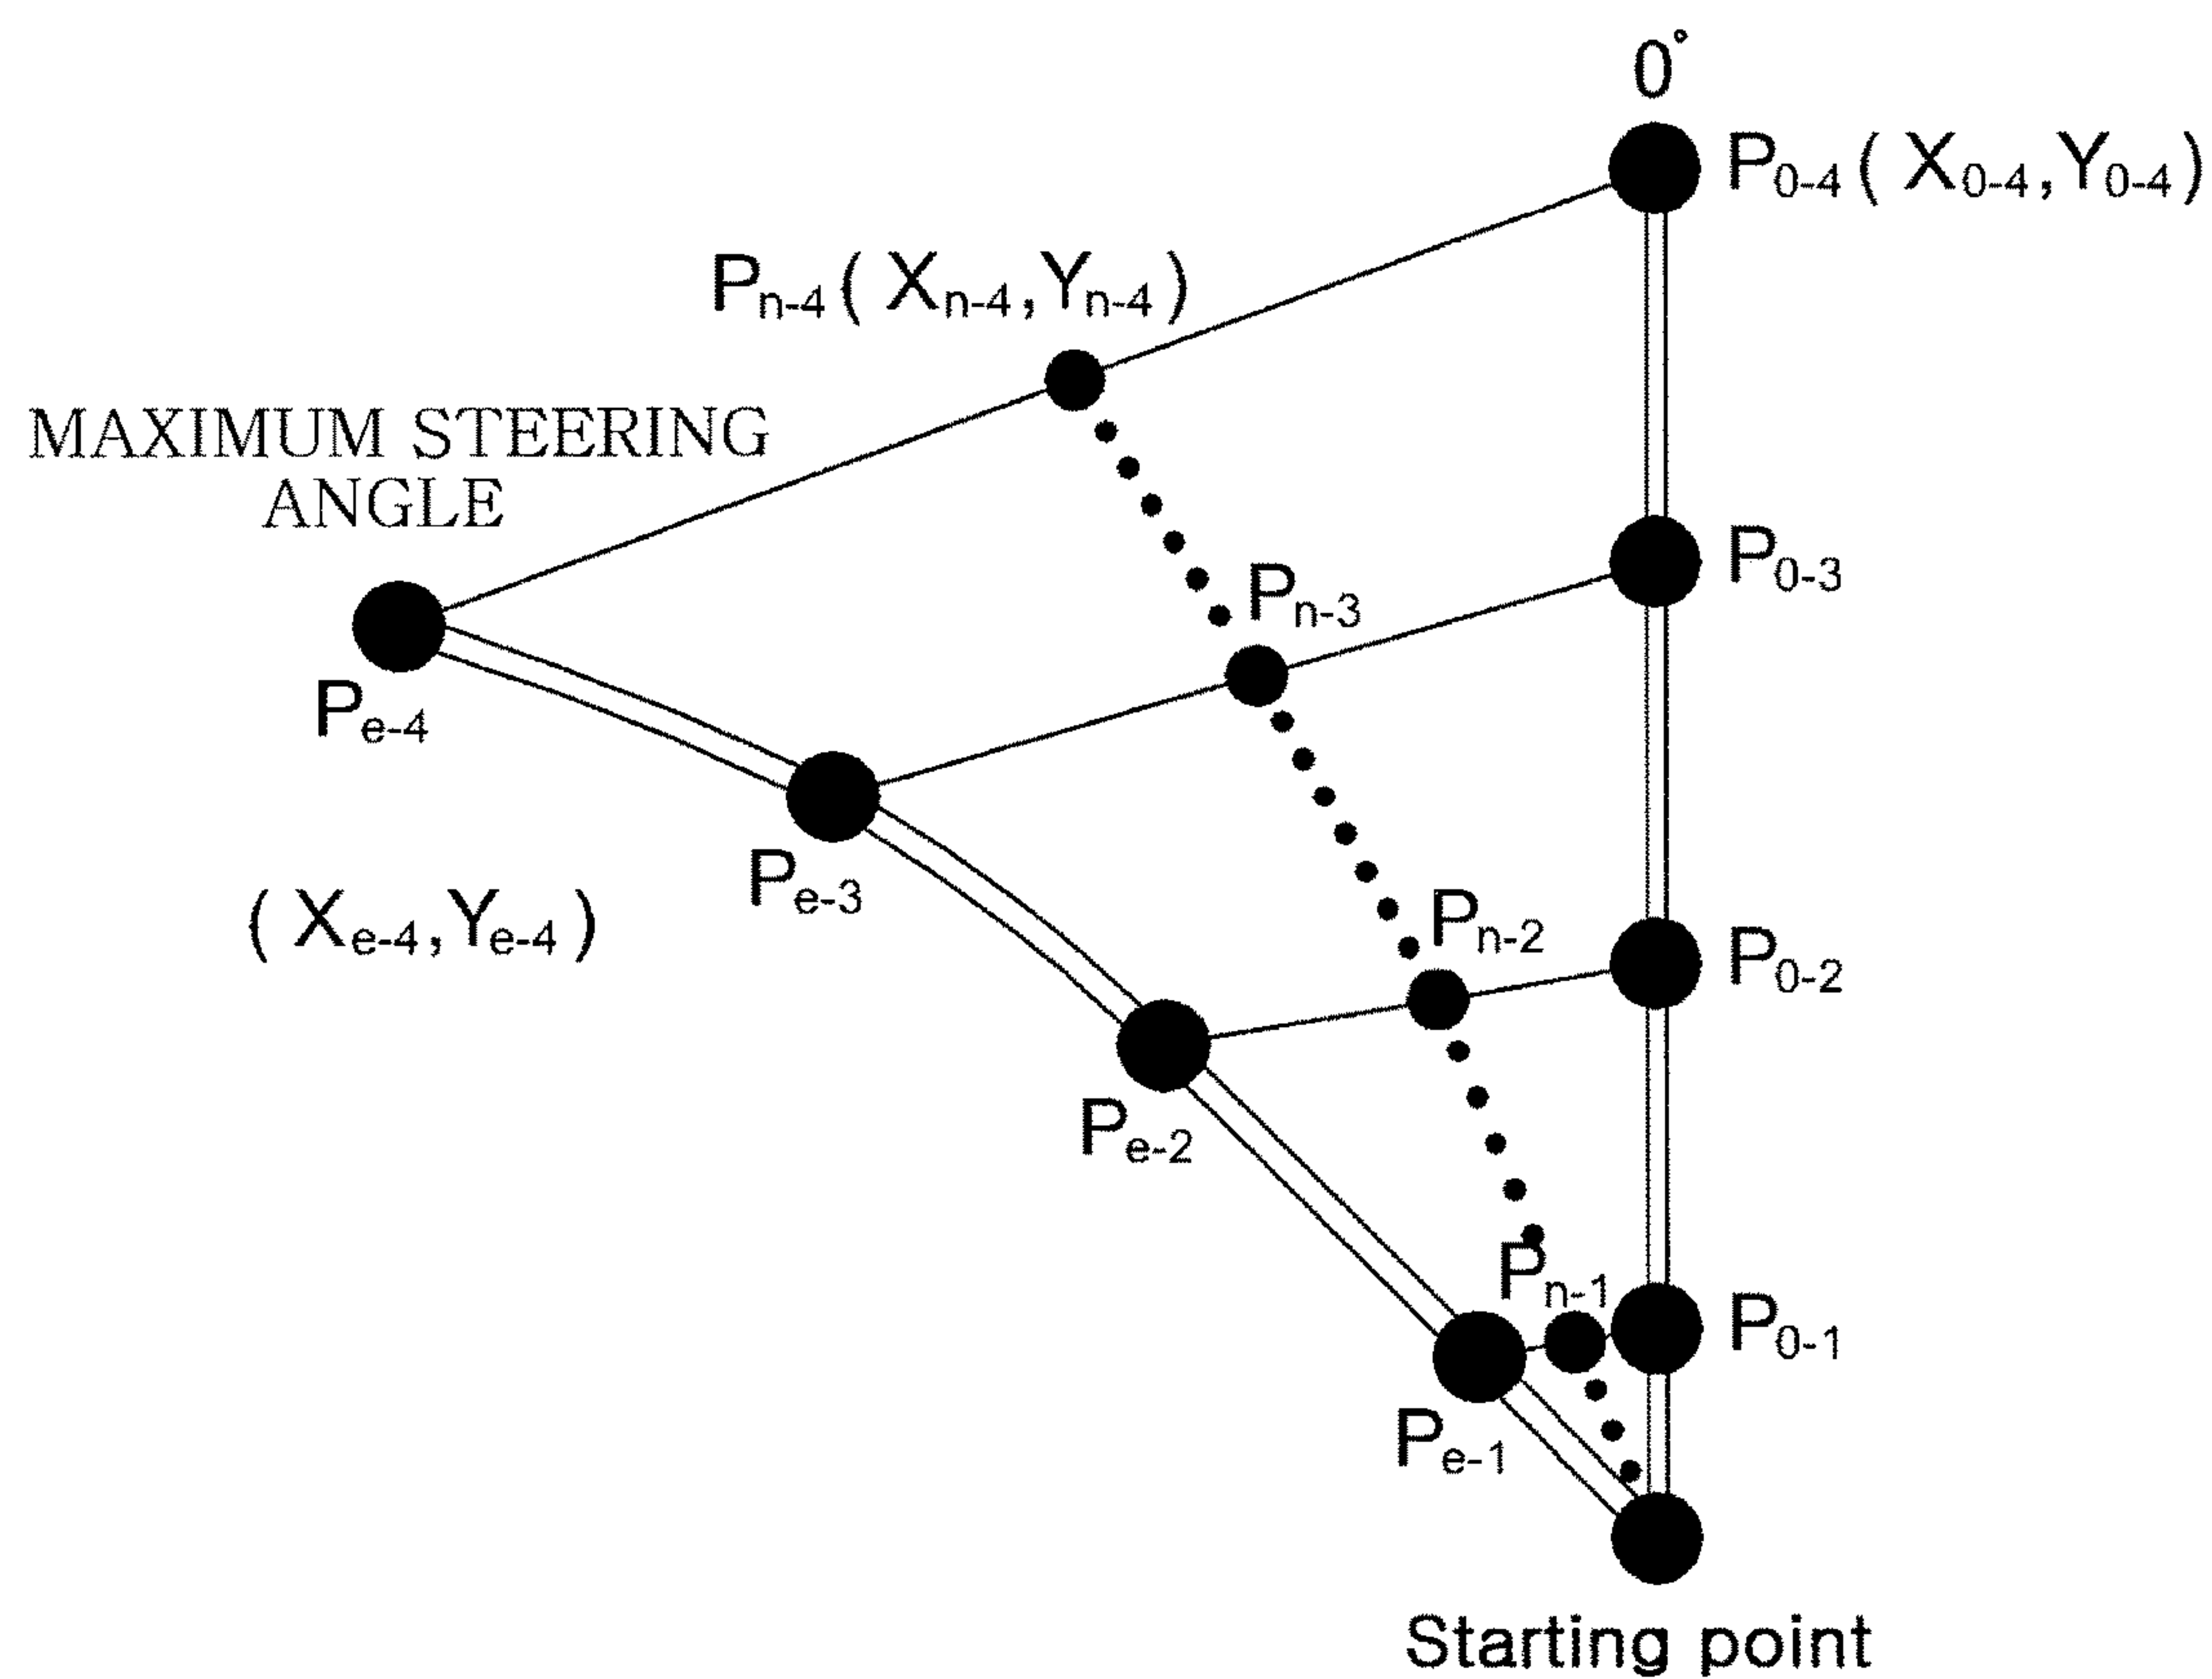 0°
P0-4 ( X0-4,Y0-4 )
Pn-4 ( Xn-4,Yn-4 )
MAXIMUM STEERING
ANGLE
P0-3
Pn-3
Pe-4
Pe-3
( Xe-4,Ye-4 )
Pn-2
P0-2
Pe-2
Pn-1
P0-1
Pe-1
Starting point